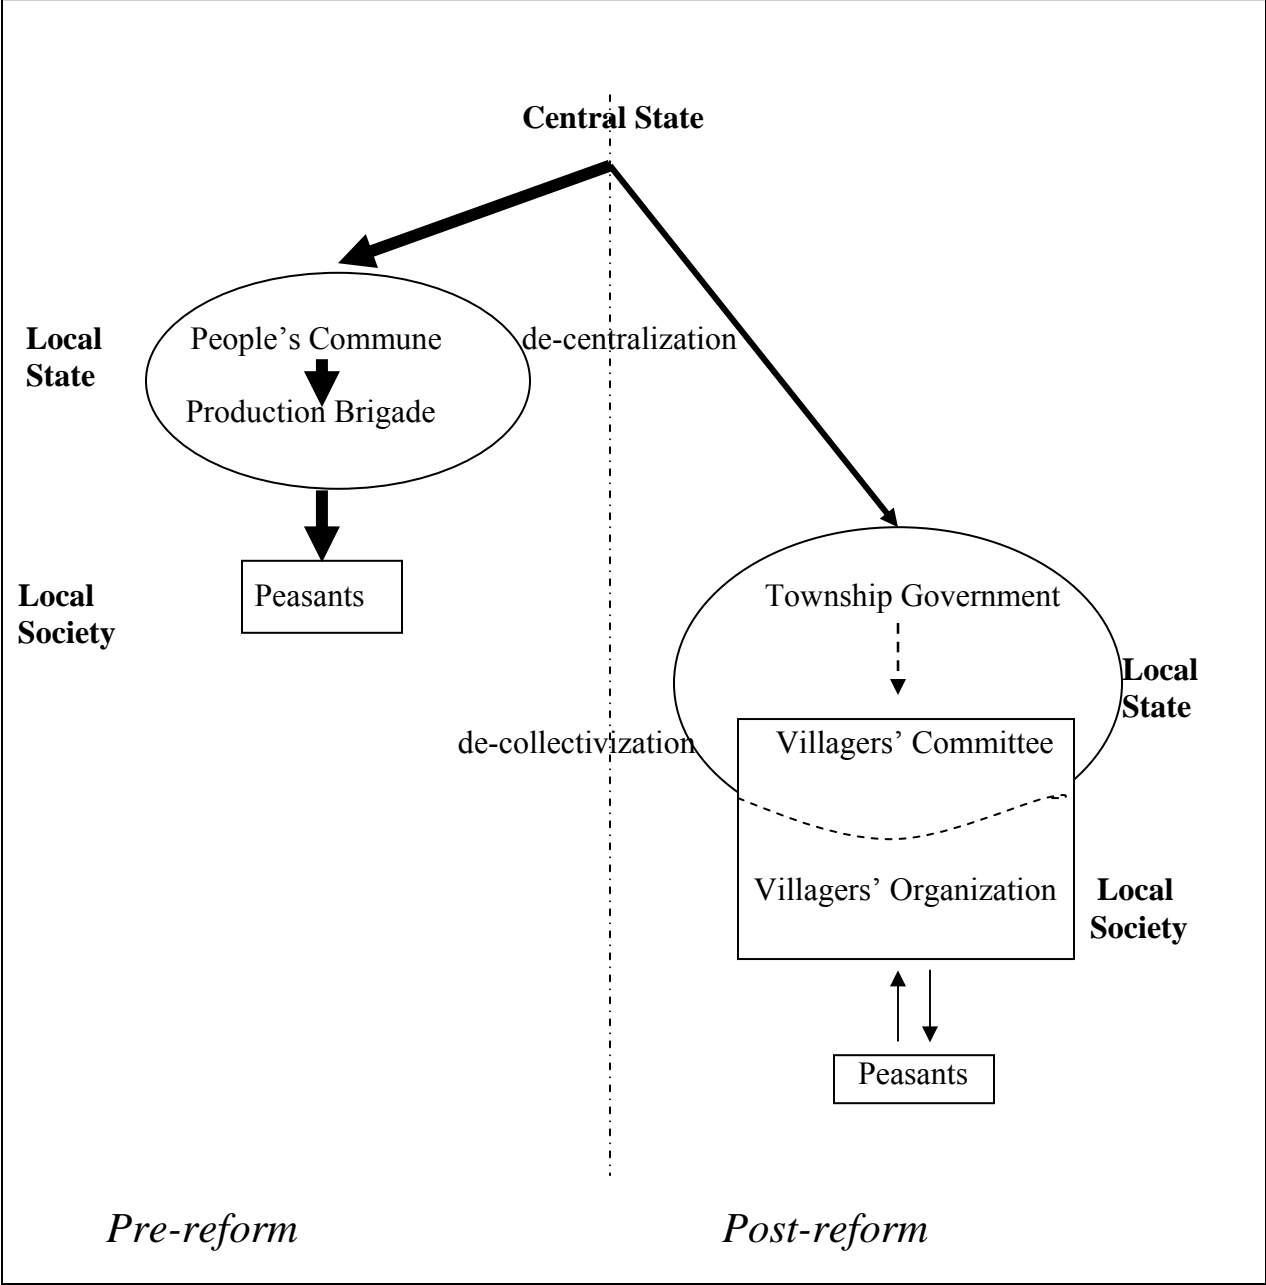 Central State
Local
State
People’s Commune
de-centralization
Production Brigade
Local
Society
Peasants
Township Government
Local
State
de-collectivization
Villagers’ Committee
Villagers’ Organization
Local
Society
Peasants
Pre-reform
Post-reform